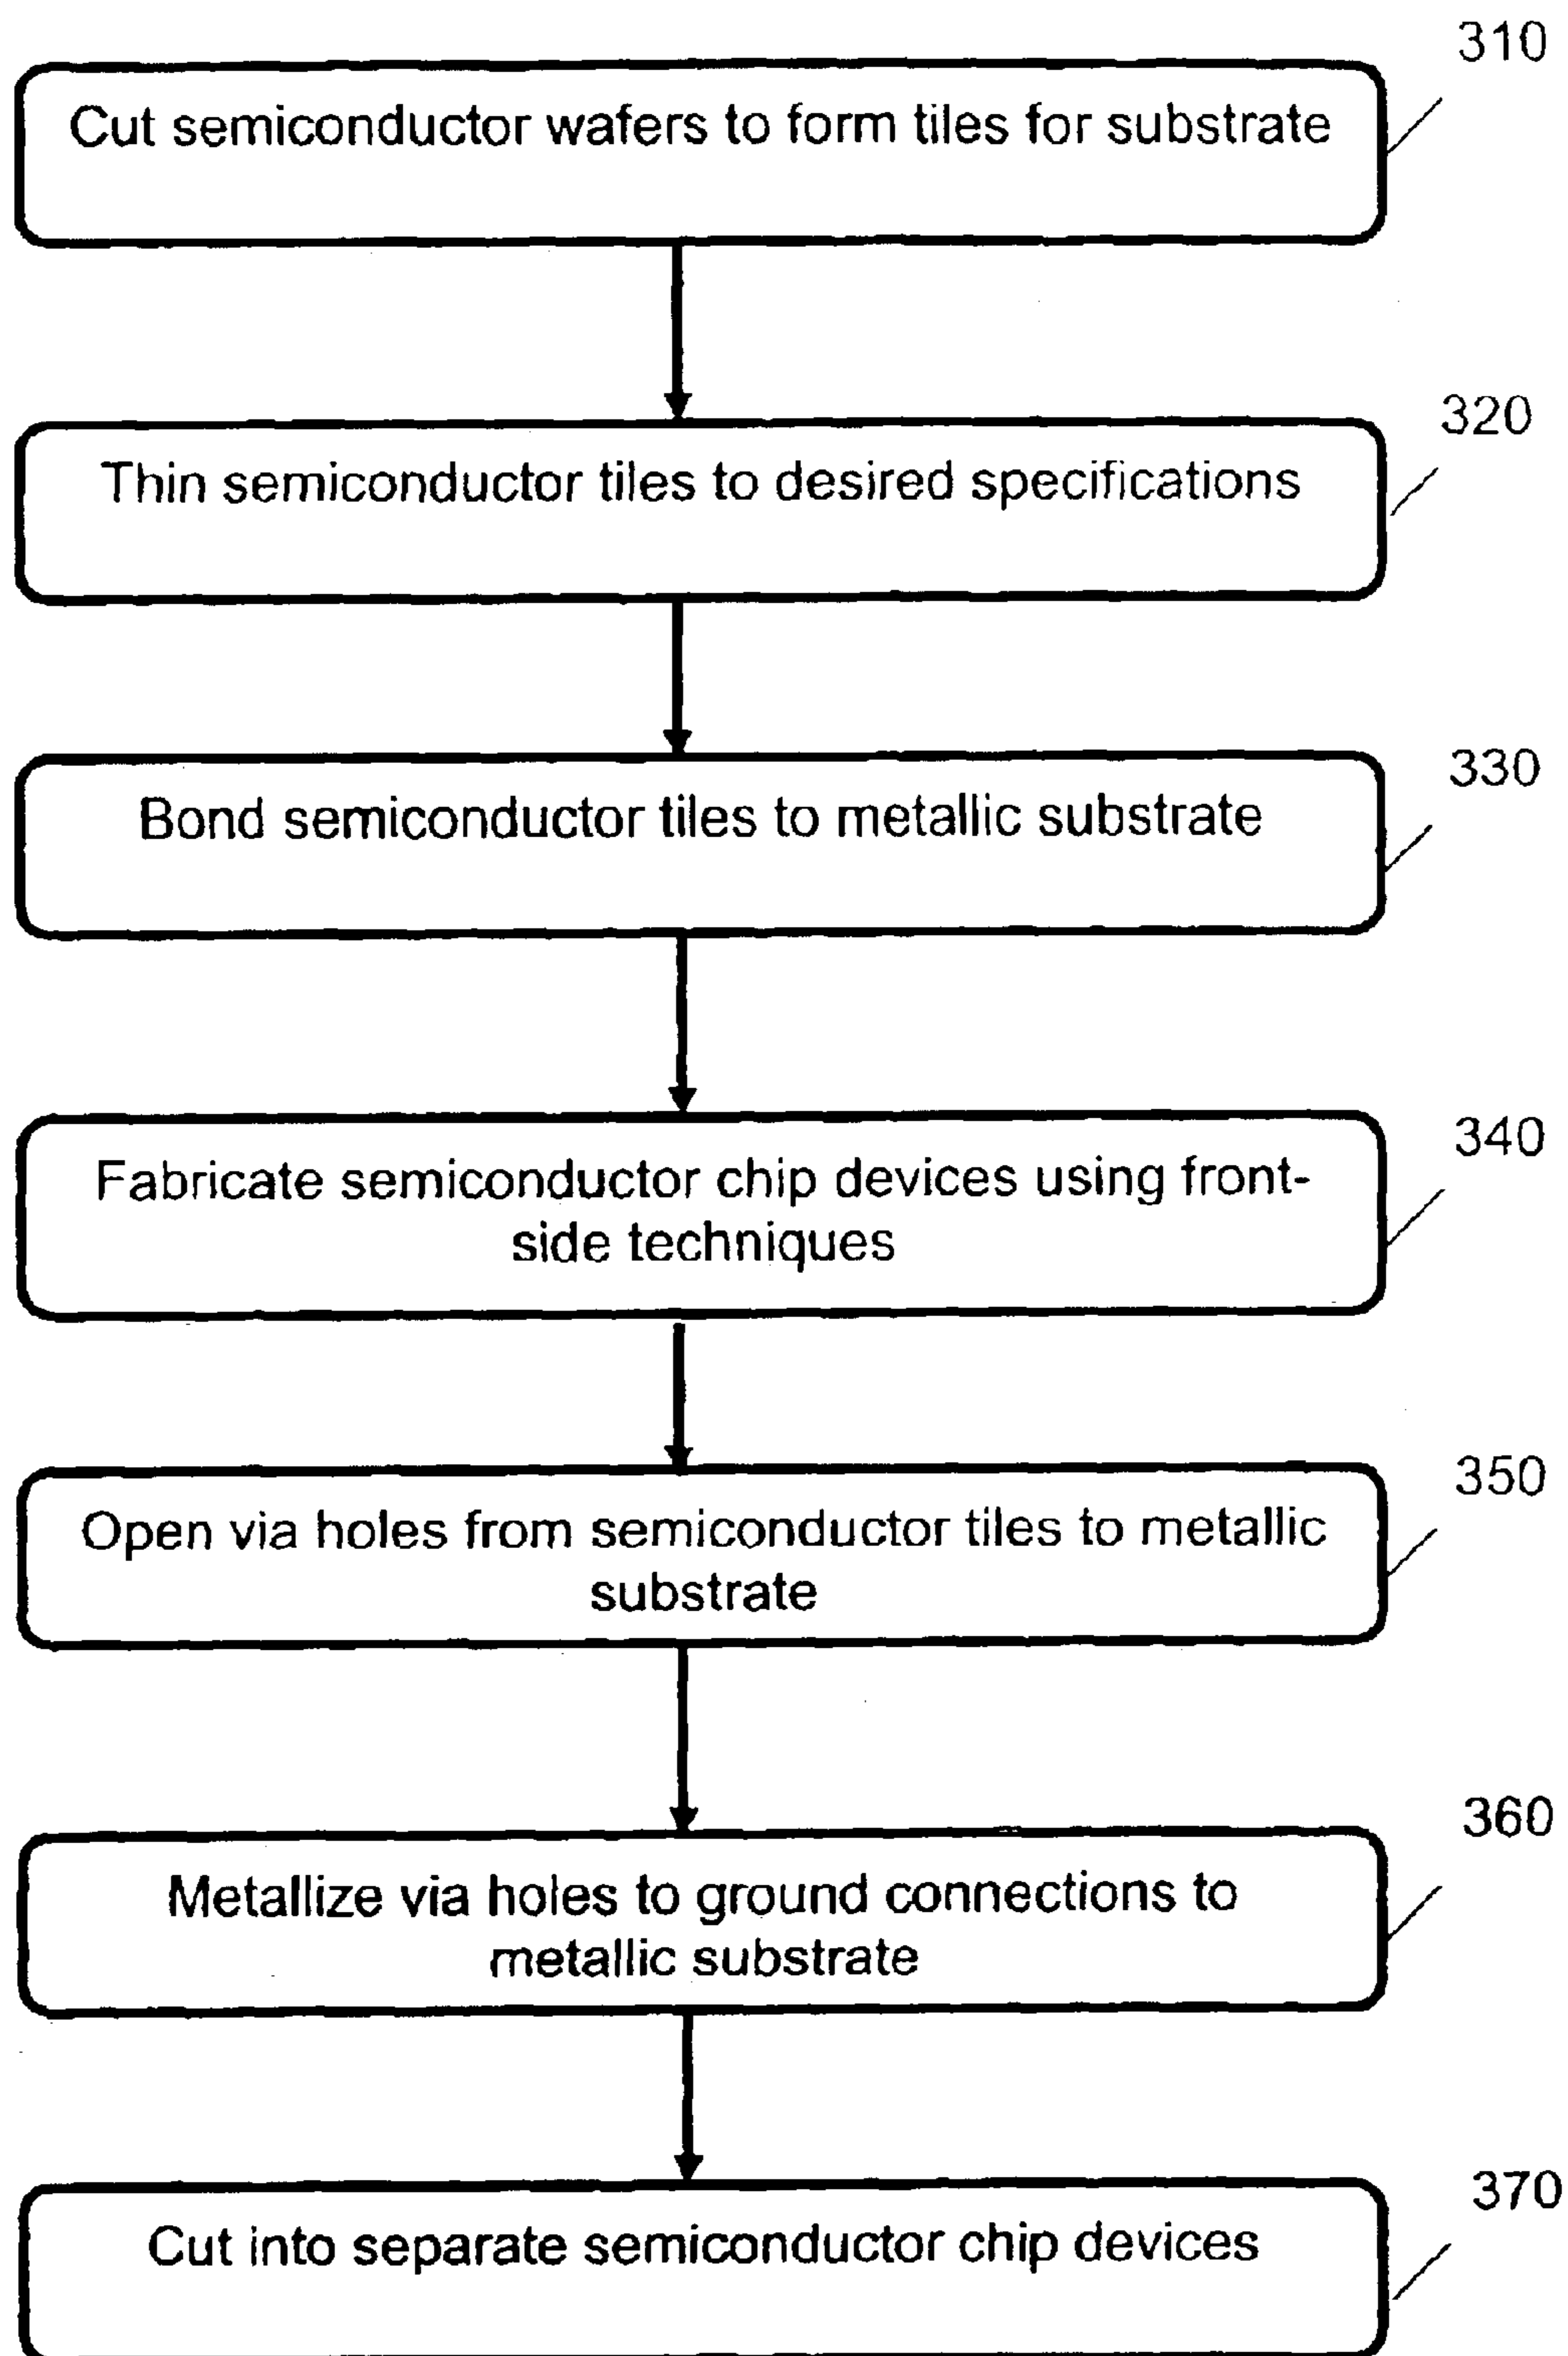 310
Cut semiconductor wafers to form tiles for substrate
320
Thin semiconductor tiles to desired specifications
330
Bond semiconductor tiles to metallic substrate
340
Fabricate semiconductor chip devices using front-
side techniques
350
Open via holes from semiconductor tiles to metallic
substrate
360
Metallize via holes to ground connections to
metallic substrate
370
Cut into separate semiconductor chip devices